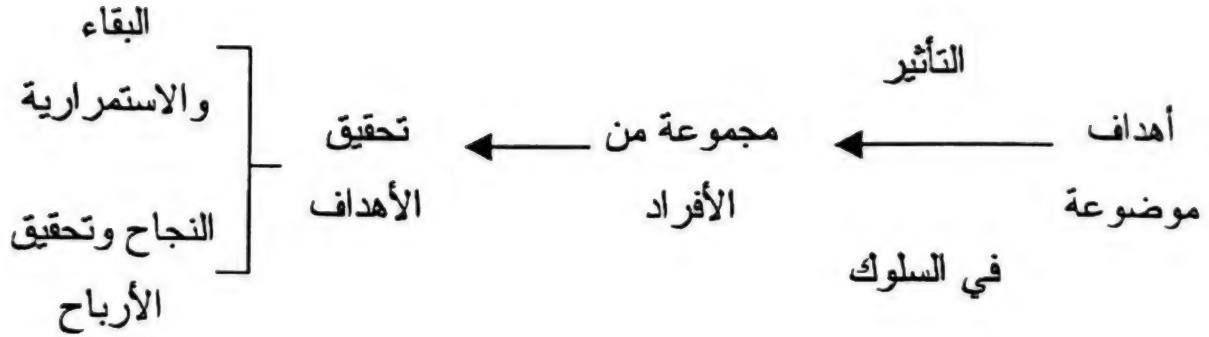 أهداف
موضوعة
التأثير
في السلوك
مجموعة من
الأفراد
تحقيق
الأهداف
البقاء
والاستمرارية
النجاح وتحقيق
الأرباح